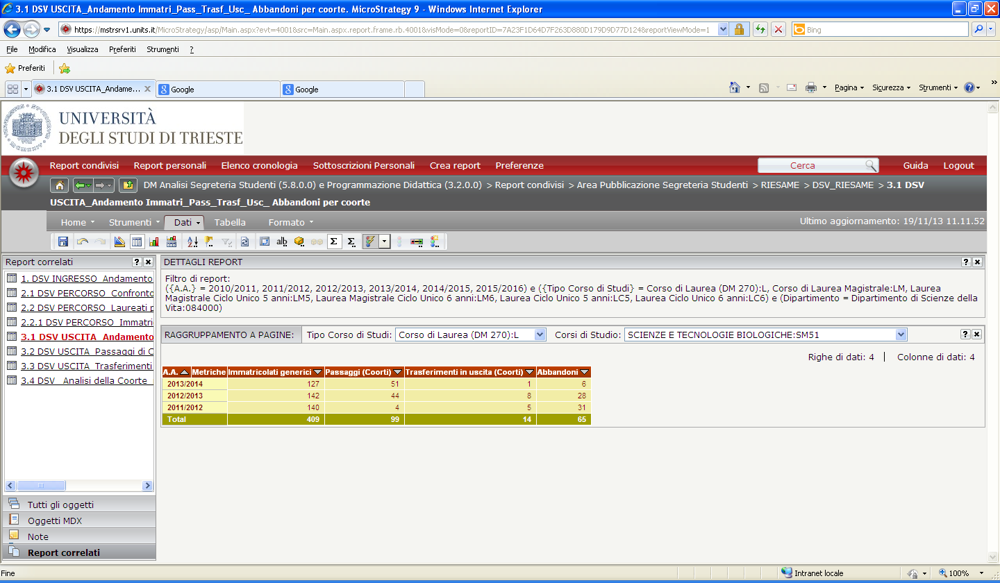 3.1 DSV USCITA_Andamento Immatri_Pass_Trasf_Usc_ Abbandoni per coorte. MicroStrategy 9 - Windows Internet Explorer
https://mstrsrv1.units.it/MicroStrategy/asp/Main.aspx?evt=4001&src=Main.aspx.report.frame.rb.4001&visMode=0&reportID=7A23F1D64D7F263D880D179D9D77D124&reportViewMode=1
Bing
File Modifica Visualizza Preferiti Strumenti ?
Preferiti
3.1 DSV USCITA_Andame... Google Google
Pagina Sicurezza Strumenti
UNIVERSITÀ
DEGLI STUDI DI TRIESTE
Report condivisi Report personali Elenco cronologia Sottoscrizioni Personali Crea report Preferenze Cerca Guida Logout
DM Analisi Segreteria Studenti (5.8.0.0) e Programmazione Didattica (3.2.0.0) > Report condivisi > Area Pubblicazione Segreteria Studenti > RIESAME > DSV_RIESAME > 3.1 DSV
USCITA_Andamento Immatri_Pass_Trasf_Usc_ Abbandoni per coorte
Home Strumenti Dati Tabella Formato Ultimo aggiornamento: 19/11/13 11.11.52
Report correlati
1. DSV INGRESSO_Andamento
2.1 DSV PERCORSO_Confronto
2.2 DSV PERCORSO_Laureati p
2.2.1 DSV PERCORSO_Immatri
3.1 DSV USCITA_Andamento
3.2 DSV USCITA_Passaggi di C
3.3 DSV USCITA_Trasferimenti
3.4 DSV_ Analisi della Coorte
Tutti gli oggetti
Oggetti MDX
Note
Report correlati
DETTAGLI REPORT
Filtro di report:
({A.A.} = 2010/2011, 2011/2012, 2012/2013, 2013/2014, 2014/2015, 2015/2016) e ({Tipo Corso di Studi} = Corso di Laurea (DM 270):L, Corso di Laurea Magistrale:LM, Laurea
Magistrale Ciclo Unico 5 anni:LM5, Laurea Magistrale Ciclo Unico 6 anni:LM6, Laurea Ciclo Unico 5 anni:LC5, Laurea Ciclo Unico 6 anni:LC6) e (Dipartimento = Dipartimento di Scienze della
Vita:084000)
RAGGRUPPAMENTO A PAGINE: Tipo Corso di Studi: Corso di Laurea (DM 270):L Corsi di Studio: SCIENZE E TECNOLOGIE BIOLOGICHE:SM51
Righe di dati: 4 | Colonne di dati: 4
A.A. Metriche Immatricolati generici Passaggi (Coorti) Trasferimenti in uscita (Coorti) Abbandoni
2013/2014 127 51 1 6
2012/2013 142 44 8 28
2011/2012 140 4 5 31
Total 409 99 14 65
Fine Intranet locale 100%